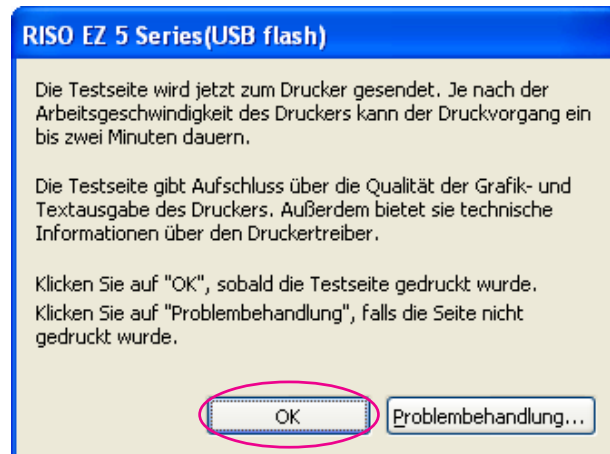 RISO EZ 5 Series(USB flash)
Die Testseite wird jetzt zum Drucker gesendet. Je nach der
Arbeitsgeschwindigkeit des Druckers kann der Druckvorgang ein
bis zwei Minuten dauern.
Die Testseite gibt Aufschluss über die Qualität der Grafik- und
Textausgabe des Druckers. Außerdem bietet sie technische
Informationen über den Druckertreiber.
Klicken Sie auf "OK", sobald die Testseite gedruckt wurde.
Klicken Sie auf "Problembehandlung", falls die Seite nicht
gedruckt wurde.
OK Problembehandlung...